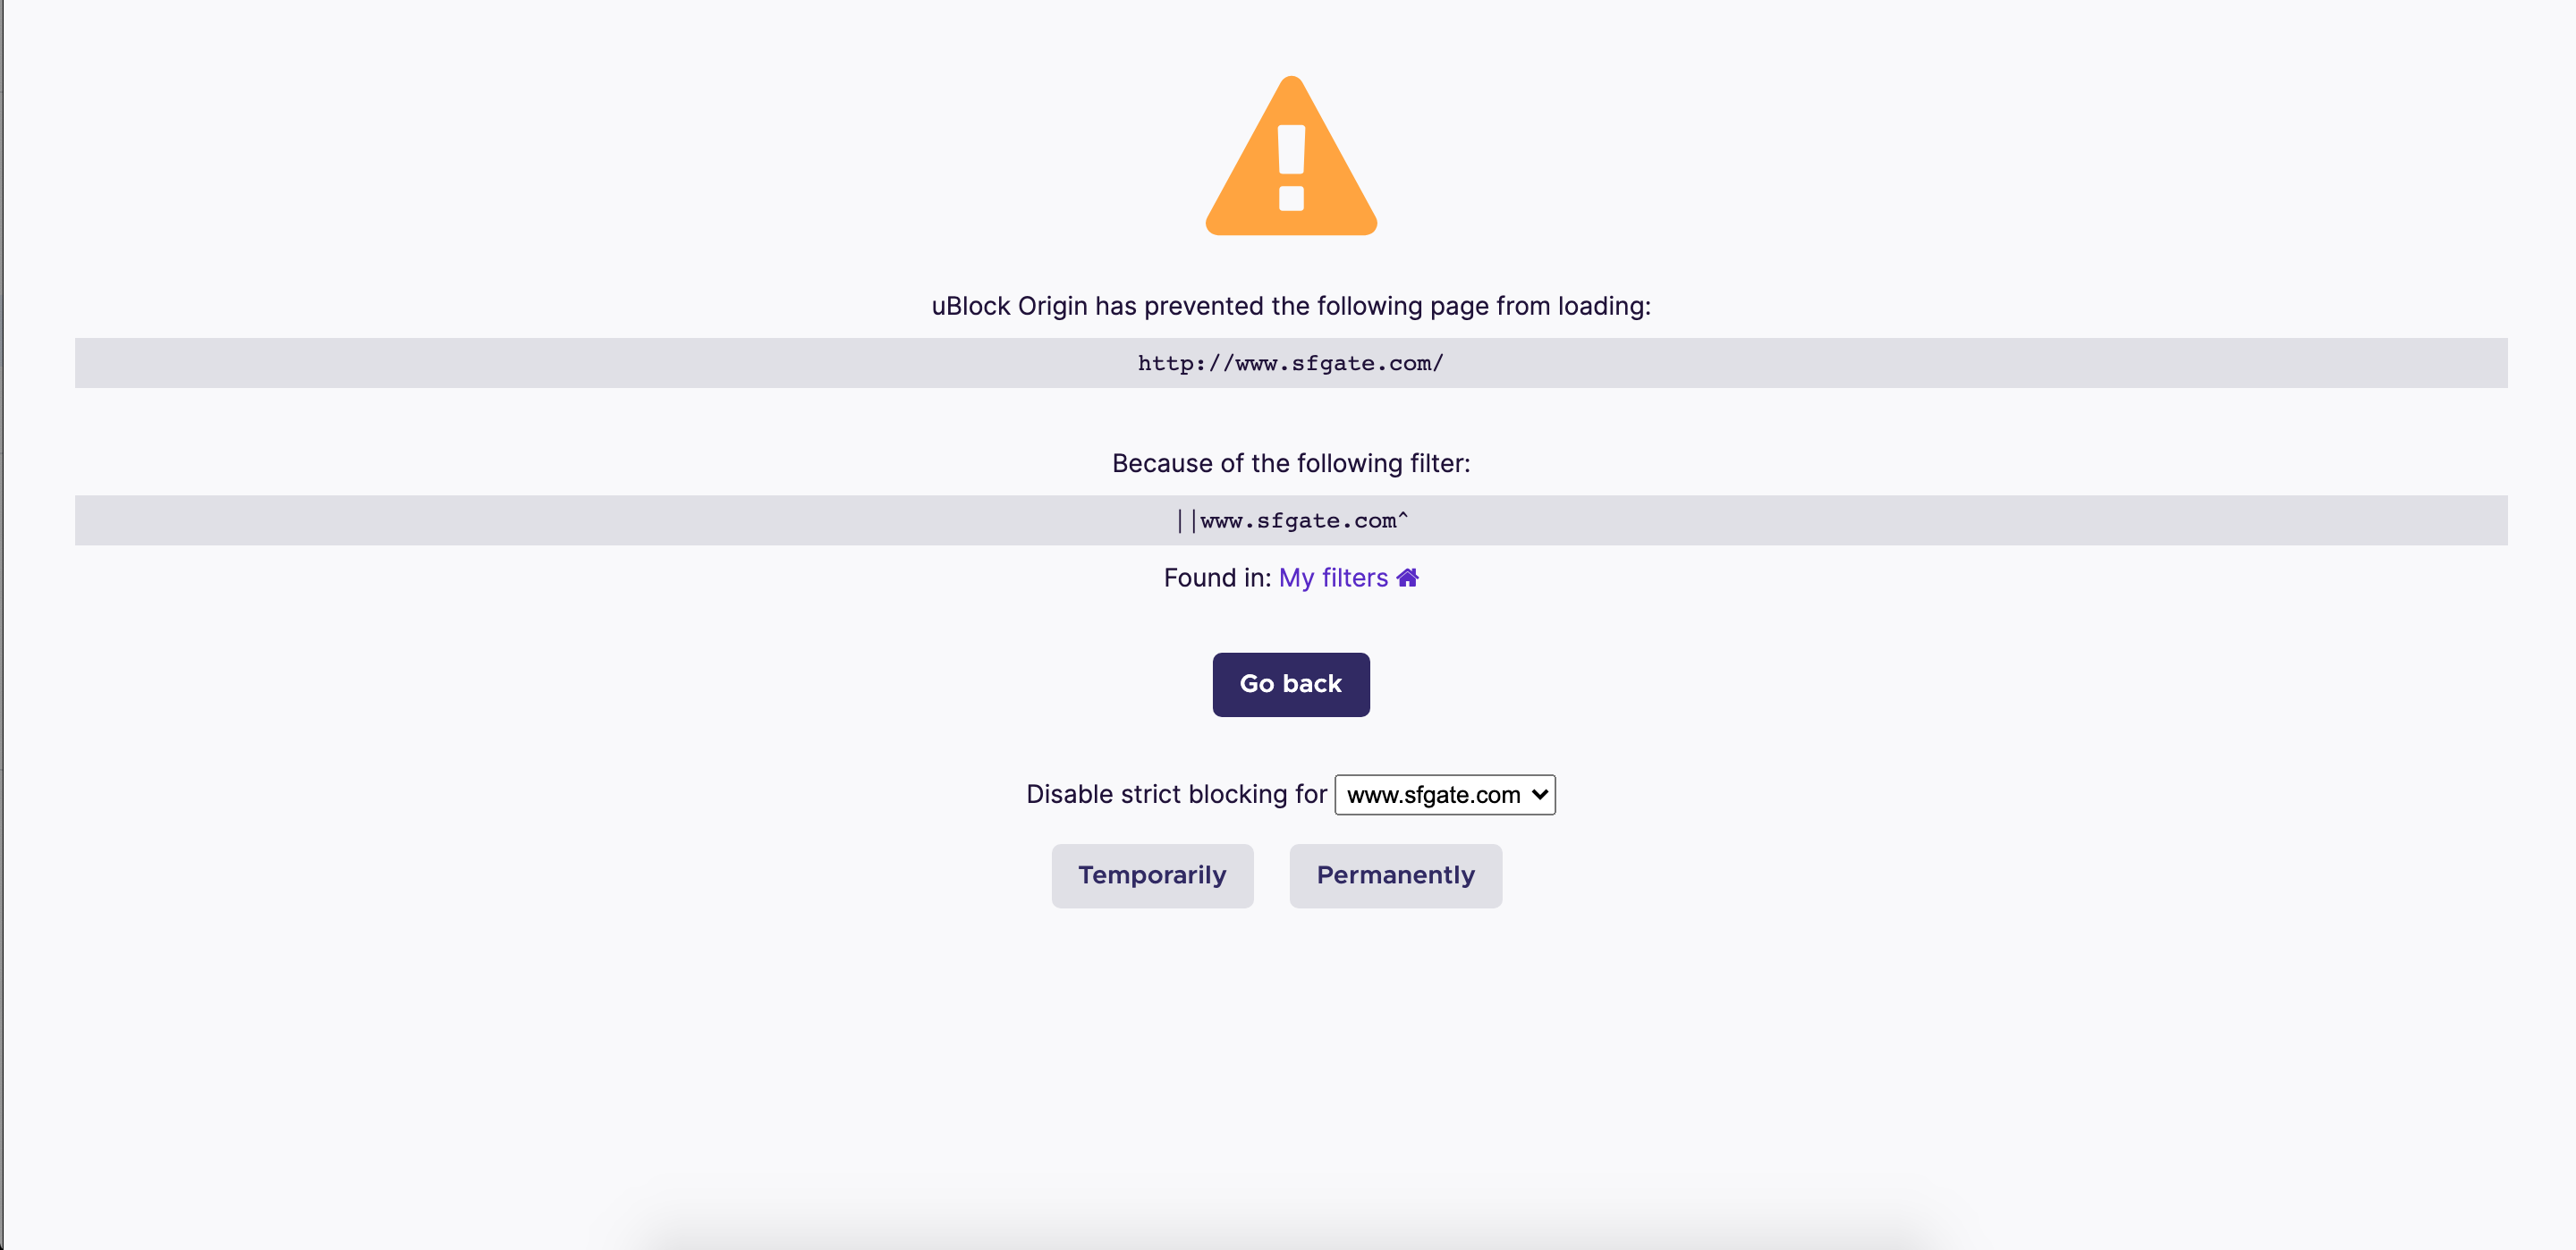 uBlock Origin has prevented the following page from loading:
http://www.sfgate.com/
Because of the following filter:
||www.sfgate.com^
Found in: My filters
Go back
Disable strict blocking for www.sfgate.com
Temporarily Permanently